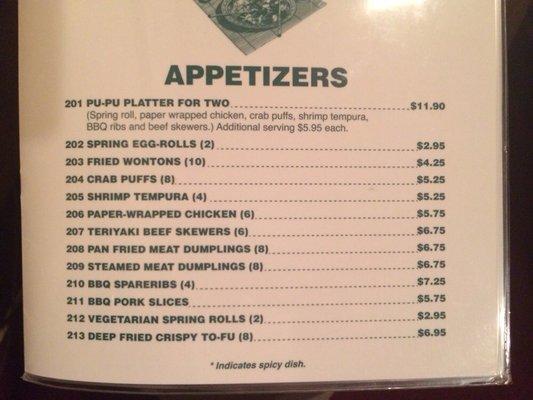 APPETIZERS
201 PU-PU PLATTER FOR TWO $11.90
(Spring roll, paper wrapped chicken, crab puffs, shrimp tempura,
BBQ ribs and beef skewers.) Additional serving $5.95 each.
202 SPRING EGG-ROLLS (2) $2.95
203 FRIED WONTONS (10) $4.25
204 CRAB PUFFS (8) $5.25
205 SHRIMP TEMPURA (4) $5.25
206 PAPER-WRAPPED CHICKEN (6) $5.75
207 TERIYAKI BEEF SKEWERS (6) $6.75
208 PAN FRIED MEAT DUMPLINGS (8) $6.75
209 STEAMED MEAT DUMPLINGS (8) $6.75
210 BBQ SPARERIBS (4) $7.25
211 BBQ PORK SLICES $5.75
212 VEGETARIAN SPRING ROLLS (2) $2.95
213 DEEP FRIED CRISPY TO-FU (8) $6.95
* Indicates spicy dish.